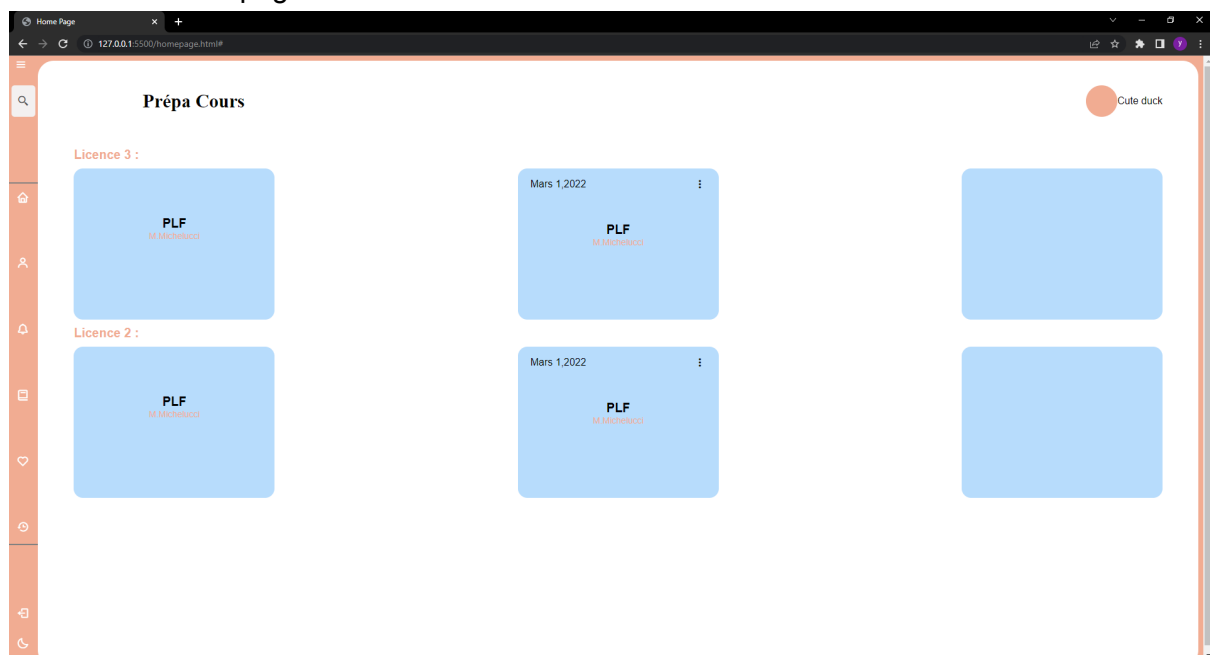 page
Home Page
127.0.0.1:5500/homepage.html#
y
Prépa Cours
Cute duck
Licence 3 :
PLF
M.Michelucci
Mars 1,2022
PLF
M.Michelucci
Licence 2 :
PLF
M.Michelucci
Mars 1,2022
PLF
M.Michelucci